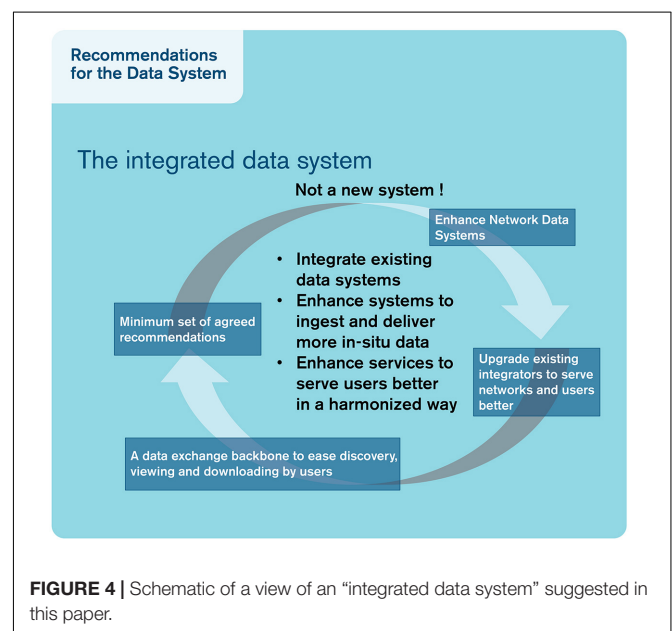 Recommendations
for the Data System
The integrated data system
Not a new system !
Enhance Network Data
Systems
• Integrate existing
data systems
• Enhance systems to
ingest and deliver
more in-situ data
• Enhance services to
serve users better
in a harmonized way
Minimum set of agreed
recommendations
Upgrade existing
integrators to serve
networks and users
better
A data exchange backbone to ease discovery,
viewing and downloading by users
FIGURE 4 | Schematic of a view of an “integrated data system” suggested in
this paper.